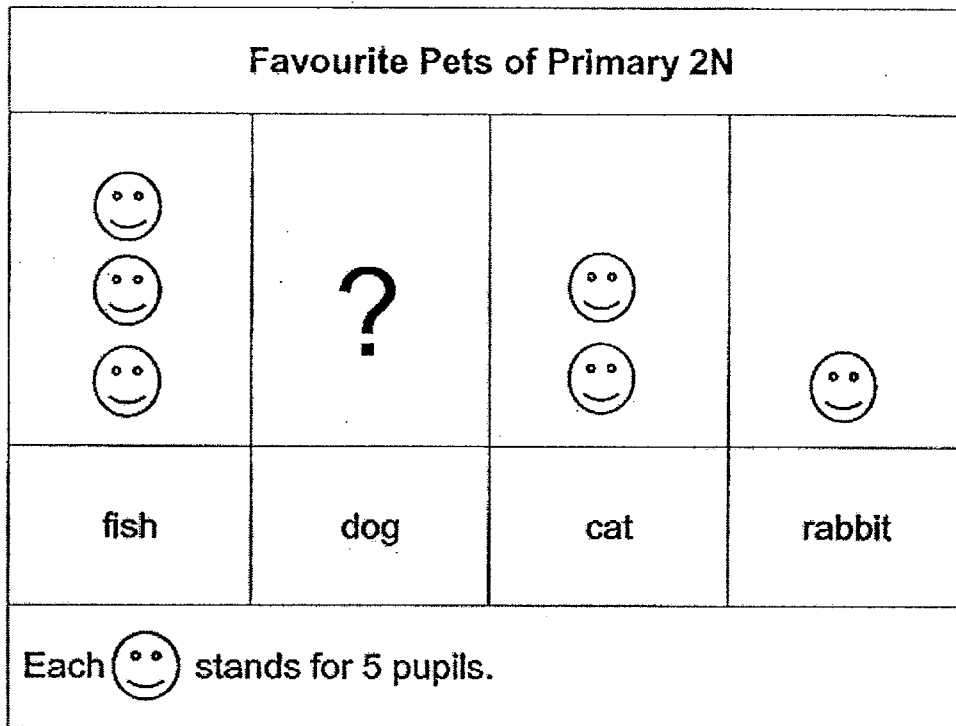 Favourite Pets of Primary 2N
?
fish dog cat rabbit
Each stands for 5 pupils.